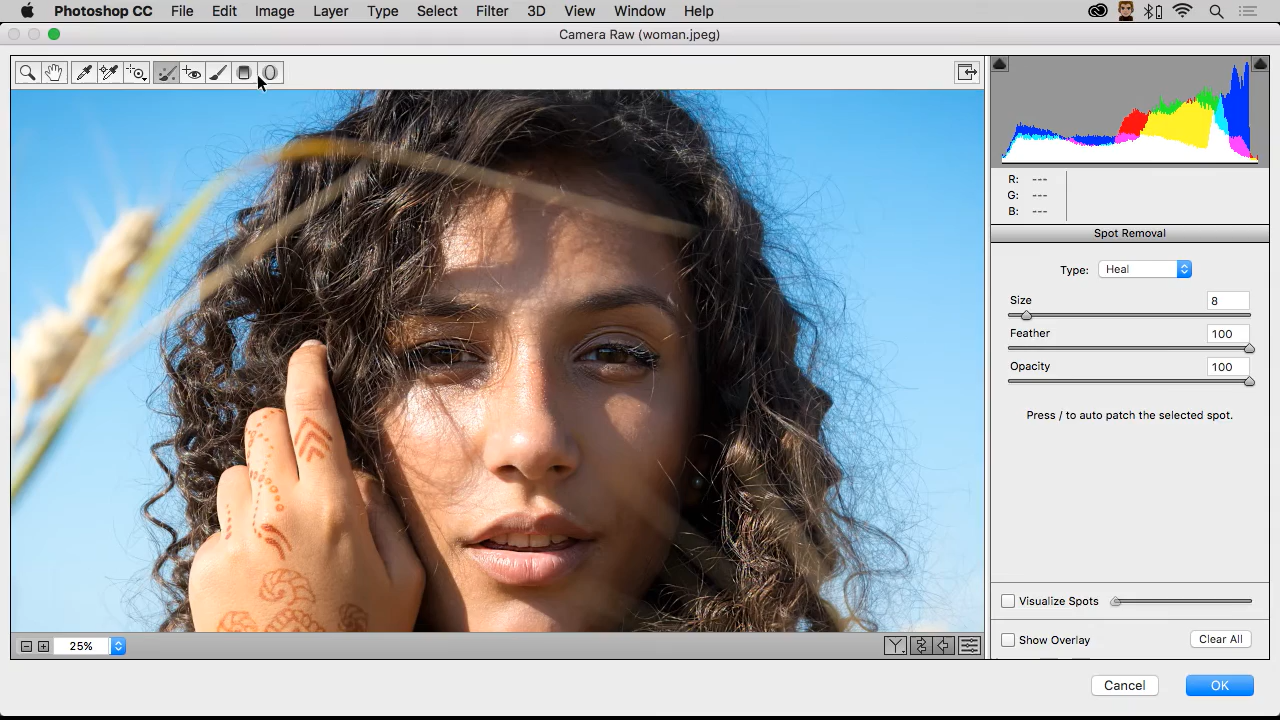 Photoshop CC File Edit Image Layer Type Select Filter 3D View Window Help
Camera Raw (woman.jpeg)
R: ---
G: ---
B: ---
Spot Removal
Type: Heal
Size 8
Feather 100
Opacity 100
Press / to auto patch the selected spot.
Visualize Spots
Show Overlay Clear All
25%
Y
Cancel OK